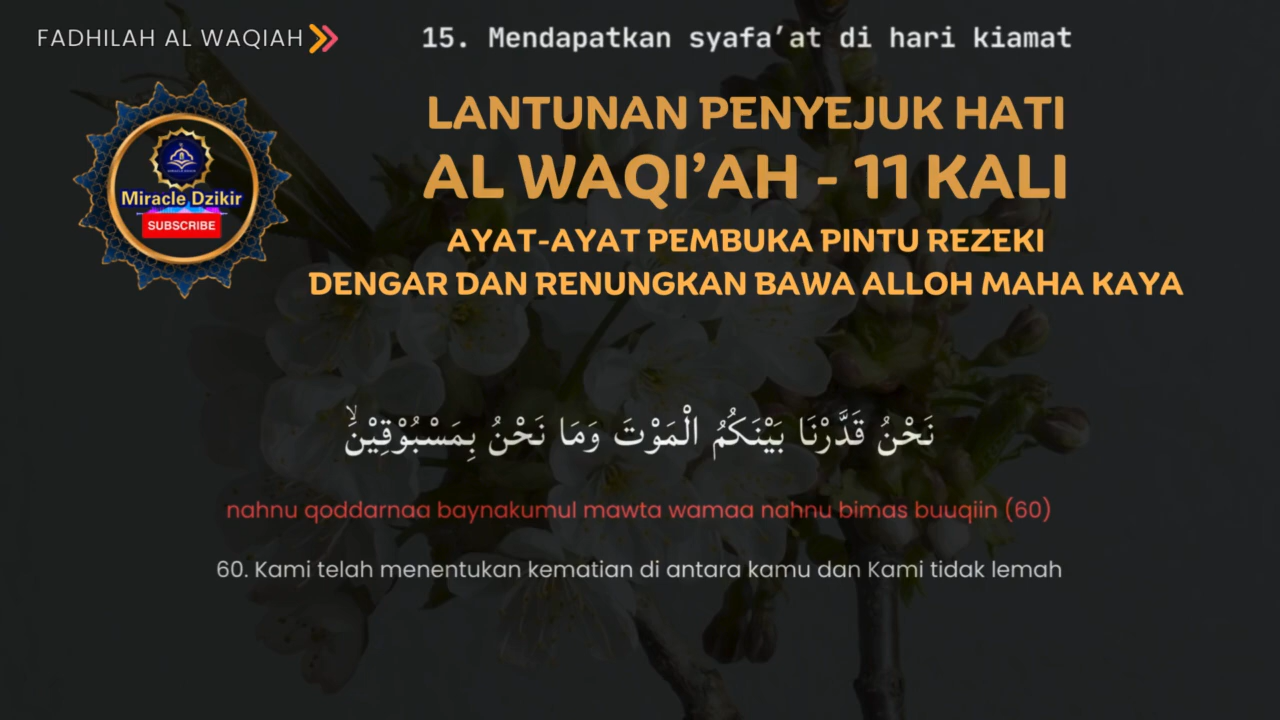 FADHILAH AL WAQIAH
15. Mendapatkan syafa’at di hari kiamat
Miracle Dzikir
SUBSCRIBE
LANTUNAN PENYEJUK HATI
AL WAQI’AH - 11 KALI
AYAT-AYAT PEMBUKA PINTU REZEKI
DENGAR DAN RENUNGKAN BAWA ALLOH MAHA KAYA
نَحْنُ قَدَّرْنَا بَيْنَكُمُ الْمَوْتَ وَمَا نَحْنُ بِمَسْبُوْقِيْنَۙ
nahnu qoddarnaa baynakumul mawta wamaa nahnu bimas buuqiin (60)
60. Kami telah menentukan kematian di antara kamu dan Kami tidak lemah